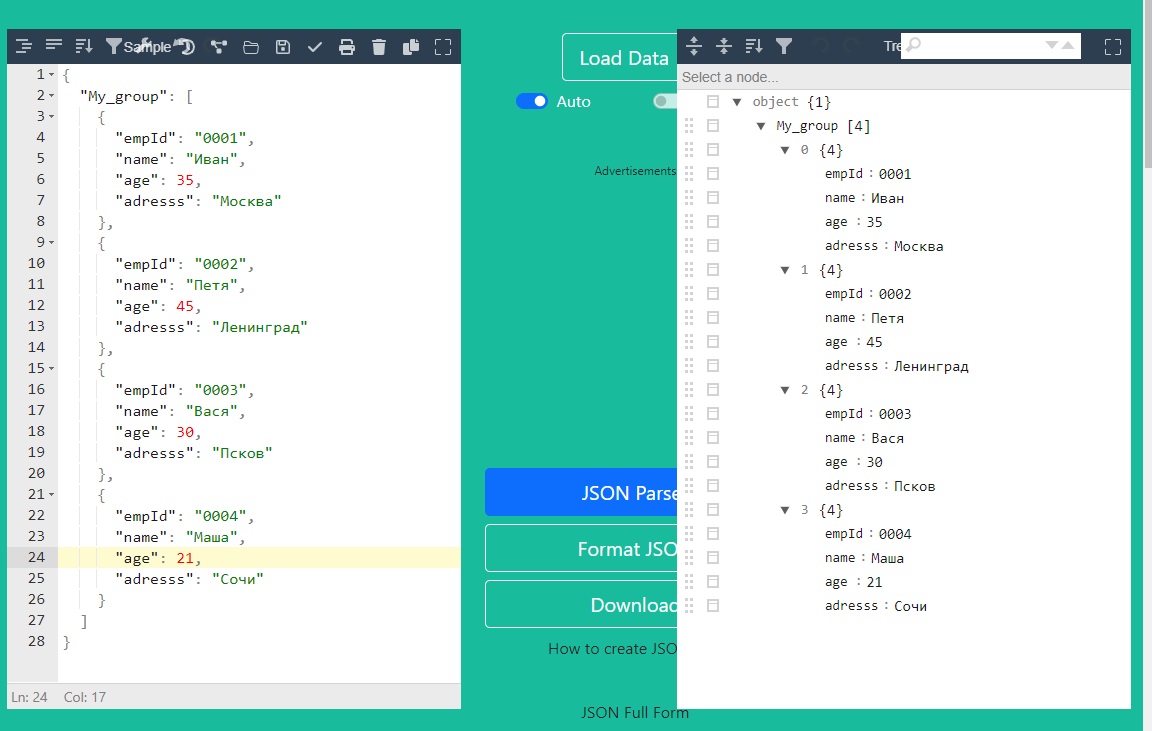 Sample
1 {
2 "My_group": [
3 {
4 "empId": "0001",
5 "name": "Иван",
6 "age": 35,
7 "adresss": "Москва"
8 },
9 {
10 "empId": "0002",
11 "name": "Петя",
12 "age": 45,
13 "adresss": "Ленинград"
14 },
15 {
16 "empId": "0003",
17 "name": "Вася",
18 "age": 30,
19 "adresss": "Псков"
20 },
21 {
22 "empId": "0004",
23 "name": "Маша",
24 "age": 21,
25 "adresss": "Сочи"
26 }
27 ]
28 }
Ln: 24 Col: 17
Load Data
Auto
Advertisements
JSON Parse
Format JSO
Download
How to create JSO
JSON Full Form
Tre
Select a node...
object {1}
My_group [4]
0 {4}
empId : 0001
name : Иван
age : 35
adresss : Москва
1 {4}
empId : 0002
name : Петя
age : 45
adresss : Ленинград
2 {4}
empId : 0003
name : Вася
age : 30
adresss : Псков
3 {4}
empId : 0004
name : Маша
age : 21
adresss : Сочи